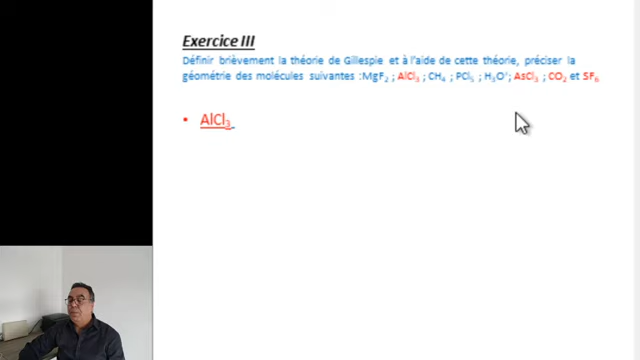 Exercice III
Définir brièvement la théorie de Gillespie et à l'aide de cette théorie, préciser la
géométrie des molécules suivantes :MgF₂ ; AlCl₃ ; CH₄ ; PCl₅ ; H₃O⁺; AsCl₃ ; CO₂ et SF₆
• AlCl₃